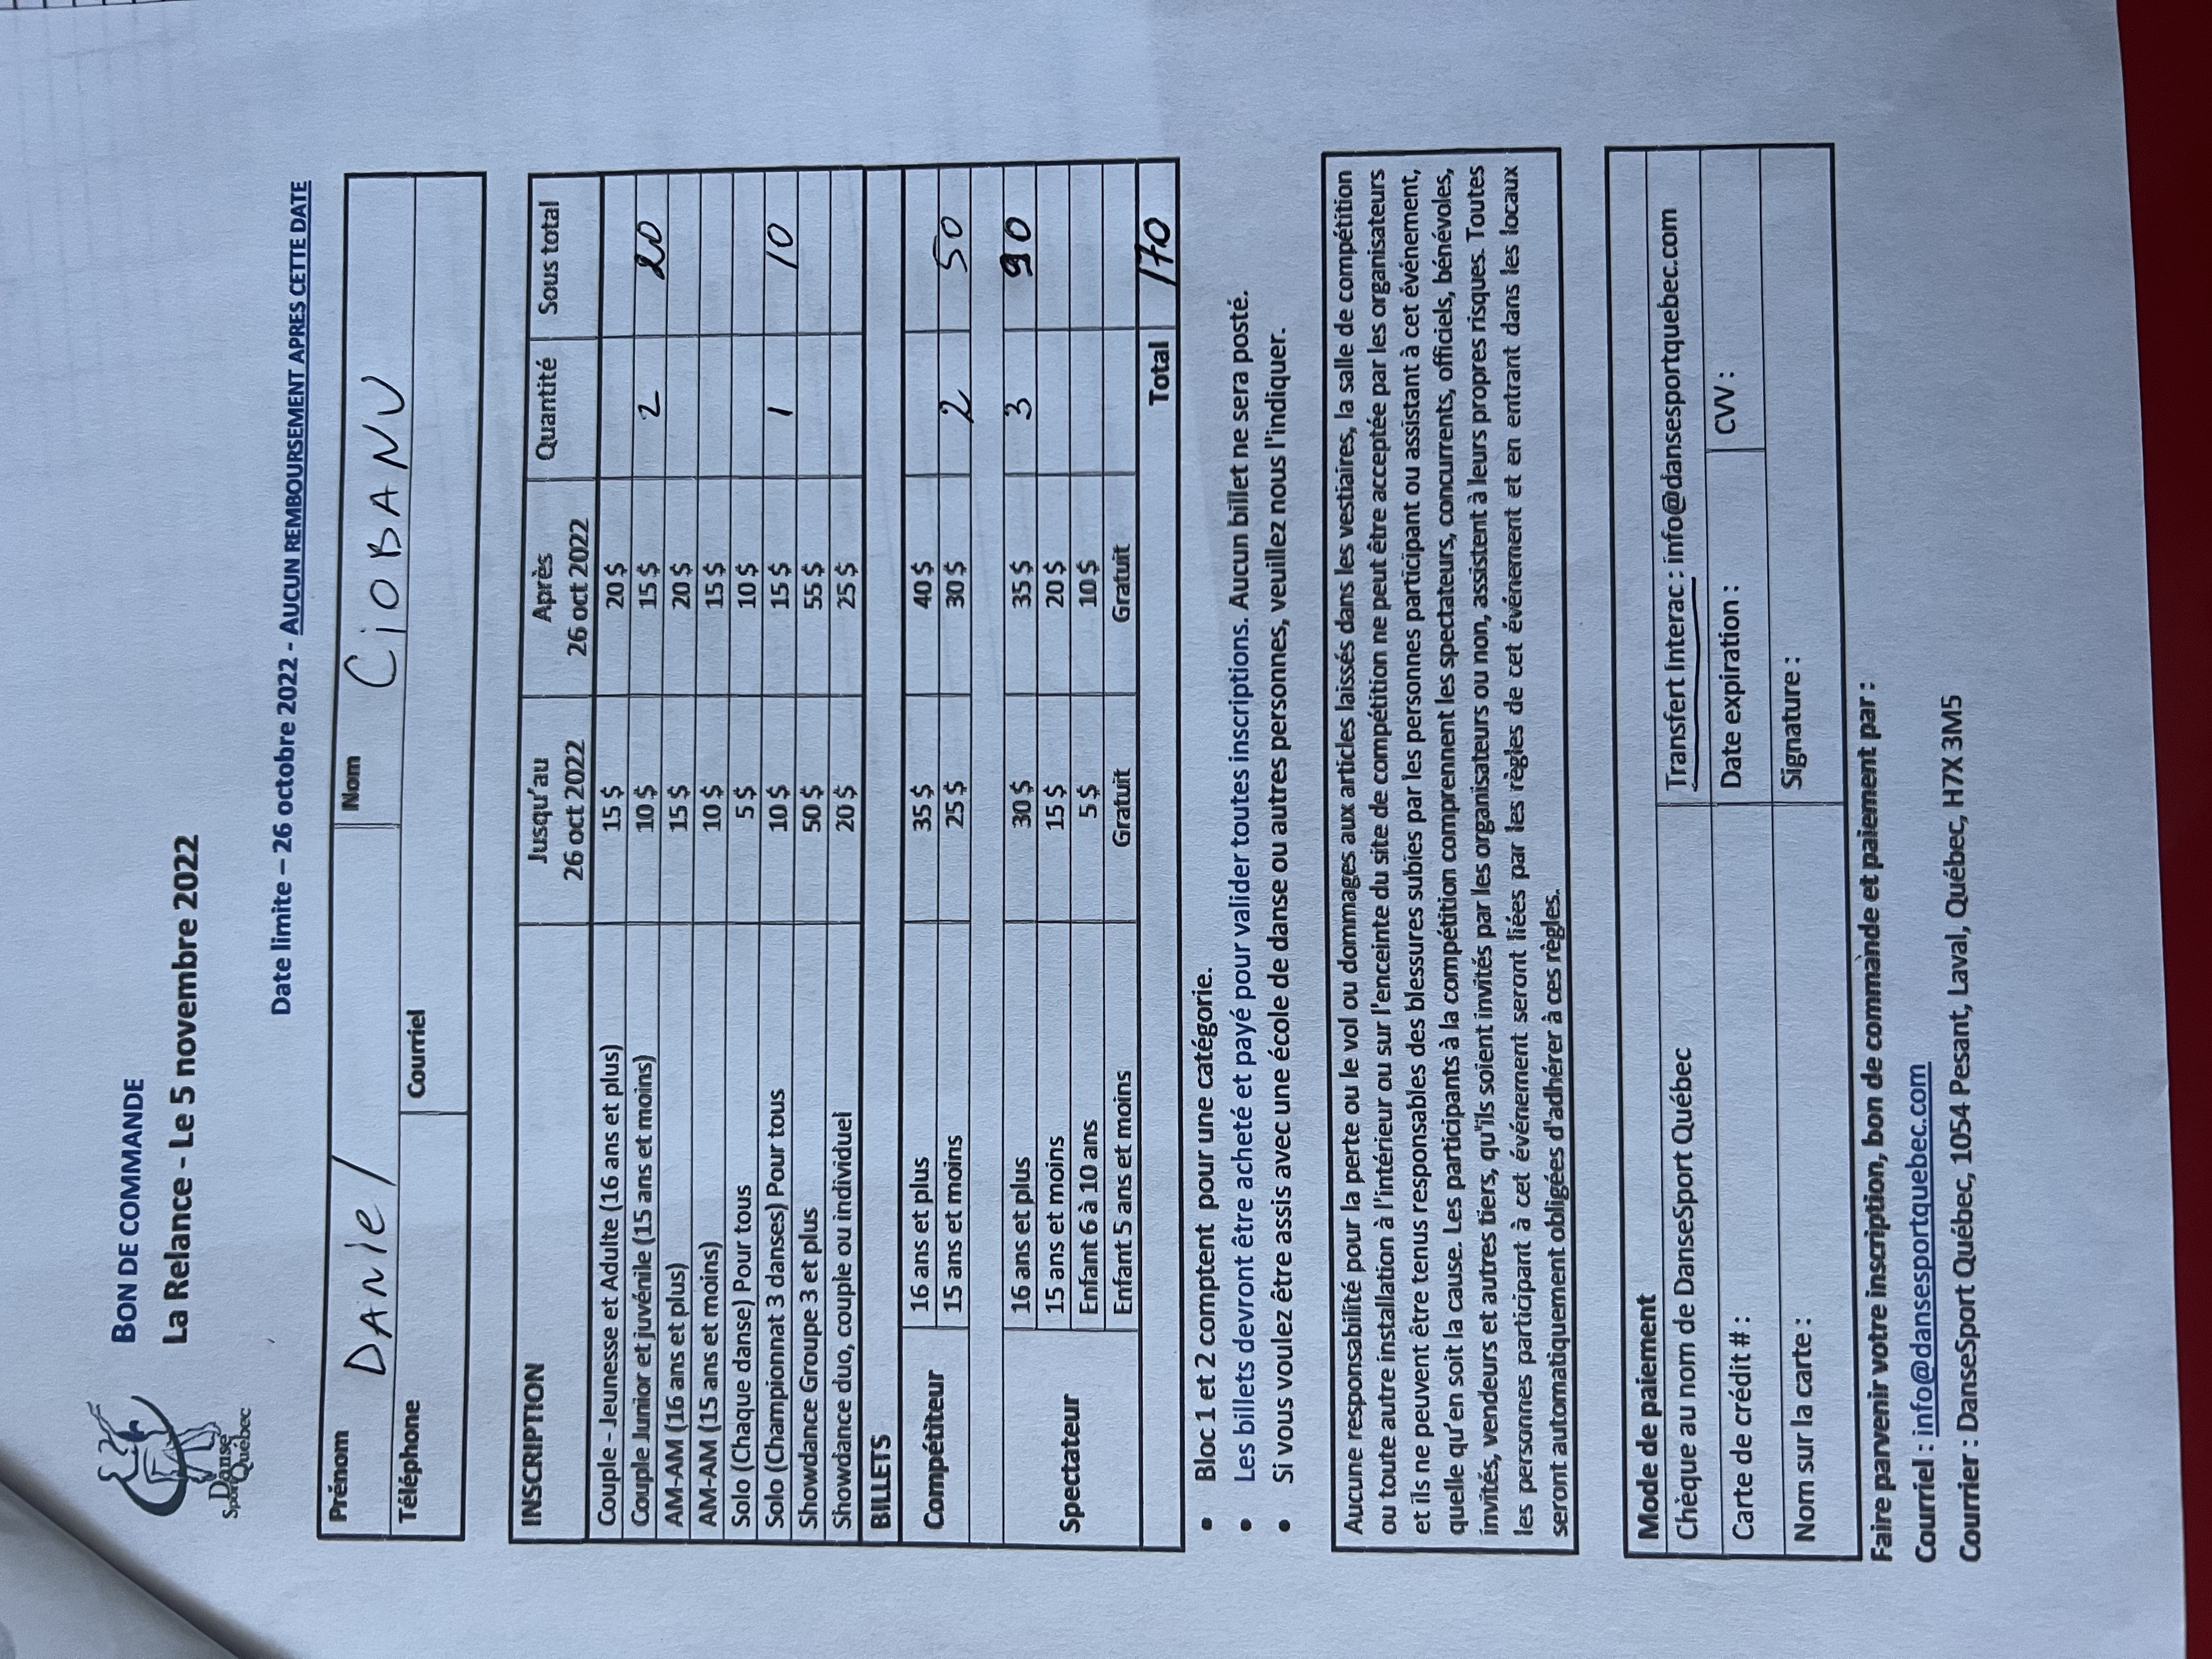 Danse
Sport Québec
BON DE COMMANDE
La Relance - Le 5 novembre 2022
Date limite – 26 octobre 2022 - AUCUN REMBOURSEMENT APRES CETTE DATE
Prénom DANiel Nom CiOBANU
Téléphone Courriel
INSCRIPTION Jusqu'au 26 oct 2022 Après 26 oct 2022 Quantité Sous total
Couple - Jeunesse et Adulte (16 ans et plus) 15 $ 20 $
Couple Junior et juvénile (15 ans et moins) 10 $ 15 $ 2 20
AM-AM (16 ans et plus) 15 $ 20 $
AM-AM (15 ans et moins) 10 $ 15 $
Solo (Chaque danse) Pour tous 5 $ 10 $
Solo (Championnat 3 danses) Pour tous 10 $ 15 $ 1 10
Showdance Groupe 3 et plus 50 $ 55 $
Showdance duo, couple ou individuel 20 $ 25 $
BILLETS
Compétiteur 16 ans et plus 35 $ 40 $
15 ans et moins 25 $ 30 $ 2 50
Spectateur 16 ans et plus 30 $ 35 $ 3 90
15 ans et moins 15 $ 20 $
Enfant 6 à 10 ans 5 $ 10 $
Enfant 5 ans et moins Gratuit Gratuit
Total 170
• Bloc 1 et 2 comptent pour une catégorie.
• Les billets devront être acheté et payé pour valider toutes inscriptions. Aucun billet ne sera posté.
• Si vous voulez être assis avec une école de danse ou autres personnes, veuillez nous l'indiquer.
Aucune responsabilité pour la perte ou le vol ou dommages aux articles laissés dans les vestiaires, la salle de compétition
ou toute autre installation à l'intérieur ou sur l'enceinte du site de compétition ne peut être acceptée par les organisateurs
et ils ne peuvent être tenus responsables des blessures subies par les personnes participant ou assistant à cet événement,
quelle qu'en soit la cause. Les participants à la compétition comprennent les spectateurs, concurrents, officiels, bénévoles,
invités, vendeurs et autres tiers, qu'ils soient invités par les organisateurs ou non, assistent à leurs propres risques. Toutes
les personnes participant à cet événement seront liées par les règles de cet événement et en entrant dans les locaux
seront automatiquement obligées d'adhérer à ces règles.
Mode de paiement
Chèque au nom de DanseSport Québec Transfert Interac : info@dansesportquebec.com
Carte de crédit # : Date expiration : CVV :
Nom sur la carte : Signature :
Faire parvenir votre inscription, bon de commande et paiement par :
Courriel : info@dansesportquebec.com
Courrier : DanseSport Québec, 1054 Pesant, Laval, Québec, H7X 3M5